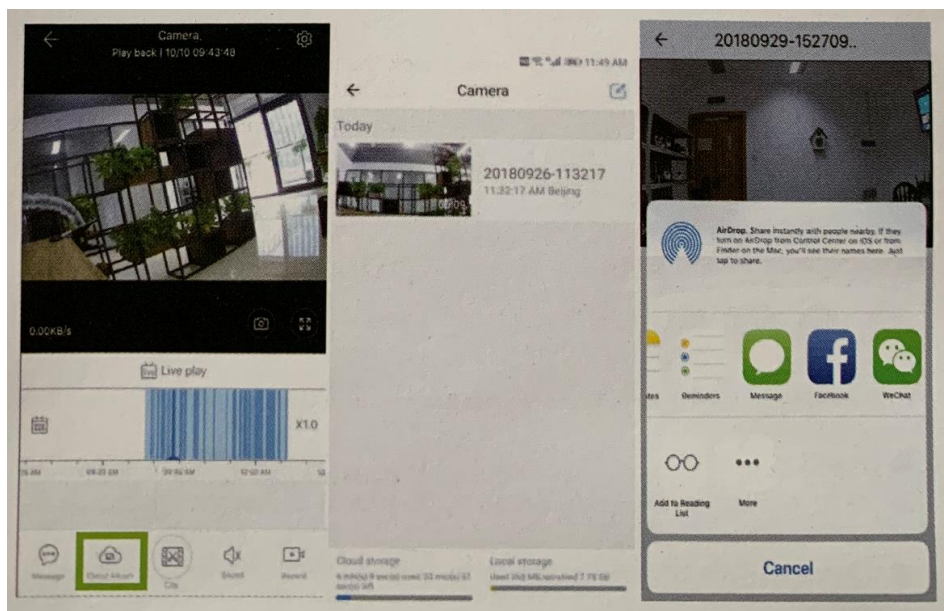 Camera.
Play back | 10/10 09:43:48
0.00KB/s
Live play
X1.0
Message
Cloud Album
Clip
Sound
Record
11:49 AM
Camera
Today
20180926-113217
11:32:17 AM Beijing
00:09
Cloud storage
Local storage
20180929-152709..
AirDrop. Share instantly with people nearby. If they
turn on AirDrop from Control Center on iOS or from
Finder on the Mac, you'll see their names here. Just
tap to share.
Reminders
Message
Facebook
WeChat
Add to Reading
List
More
Cancel